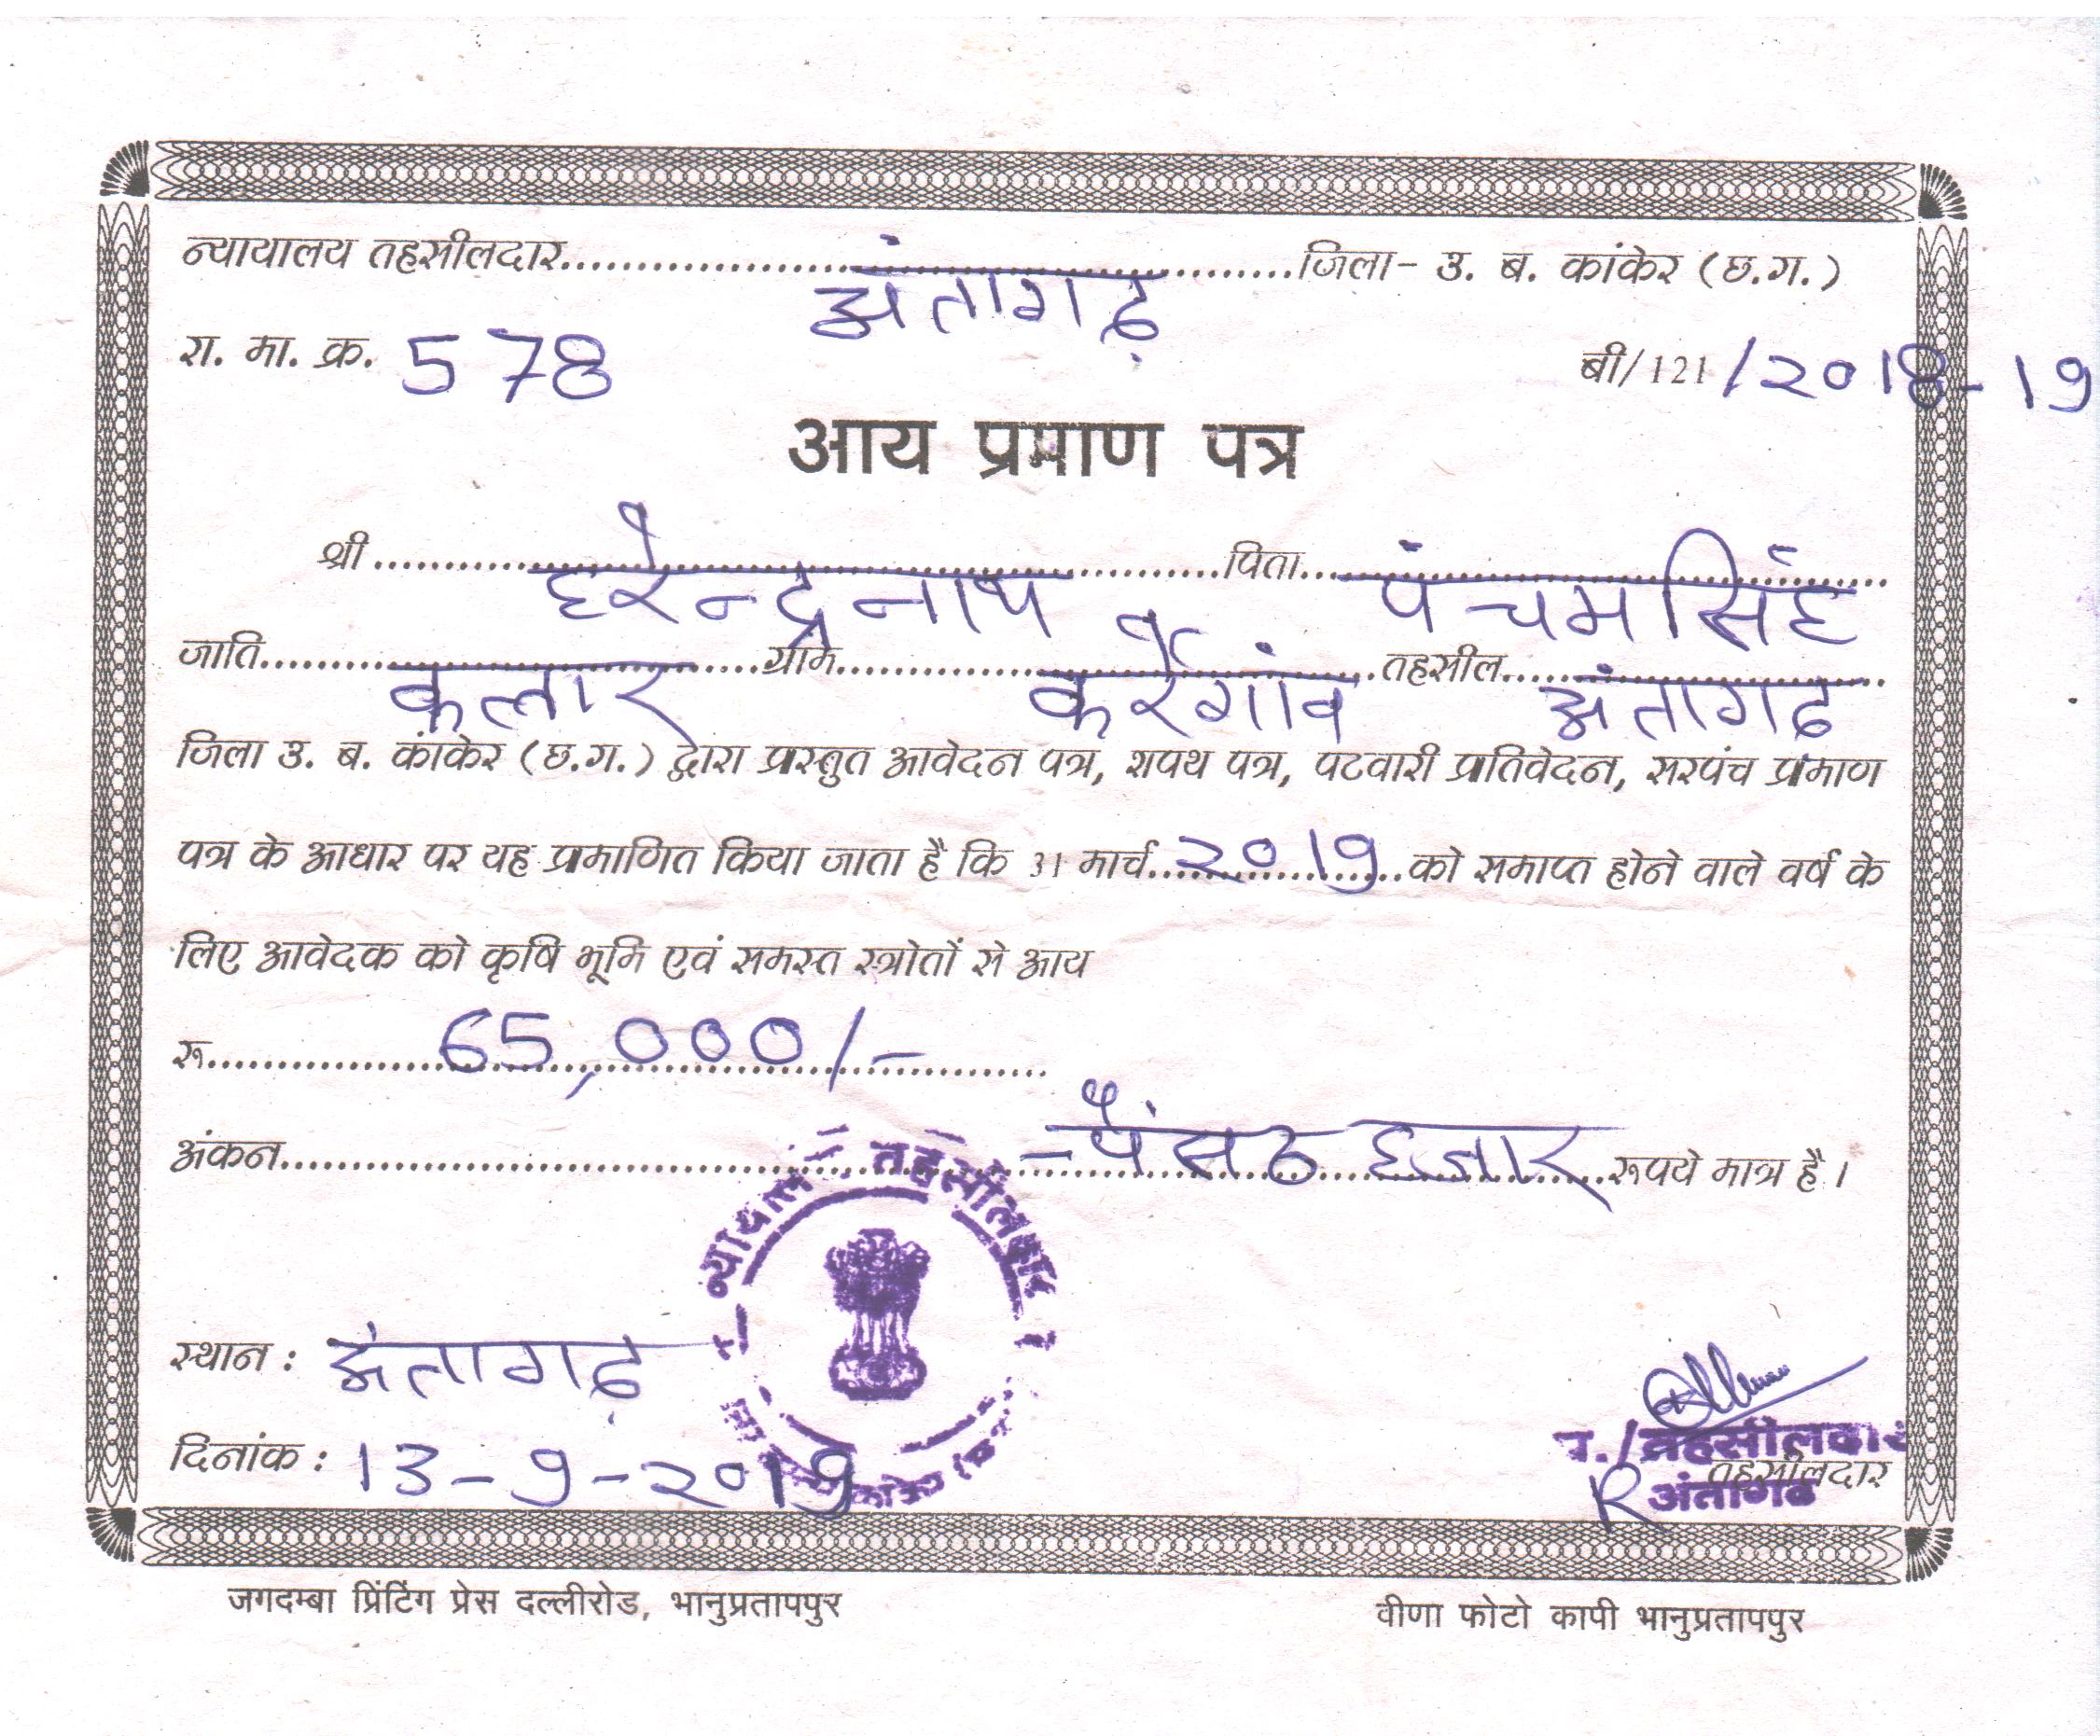 न्यायालय तहसीलदार.......... अंतागढ़ ..........जिला- उ. ब. कांकेर (छ.ग.)
रा. मा. क्र. 578 बी/121/2018-19
आय प्रमाण पत्र
श्री.......... हरेन्द्रनाथ ..........पिता.......... पंचमसिंह
जाति.......... कलार ..........ग्राम.......... करेगांव ..........तहसील.......... अंतागढ
जिला उ. ब. कांकेर (छ.ग.) द्वारा प्रस्तुत आवेदन पत्र, शपथ पत्र, पटवारी प्रतिवेदन, सरपंच प्रमाण
पत्र के आधार पर यह प्रमाणित किया जाता है कि 31 मार्च.....2019.....को समाप्त होने वाले वर्ष के
लिए आवेदक को कृषि भूमि एवं समस्त स्त्रोतों से आय
रू.......... 65,000/-
अंकन.......... -पैंसठ हजार ..........रूपये मात्र है।
न्यायालय तहसीलदार
स्थान : अंतागढ़
दिनांक : 13-9-2019
कांकेर
तहसीलदार
तहसीलदार
अंतागढ
जगदम्बा प्रिंटिंग प्रेस दल्लीरोड, भानुप्रतापपुर वीणा फोटो कापी भानुप्रतापपुर